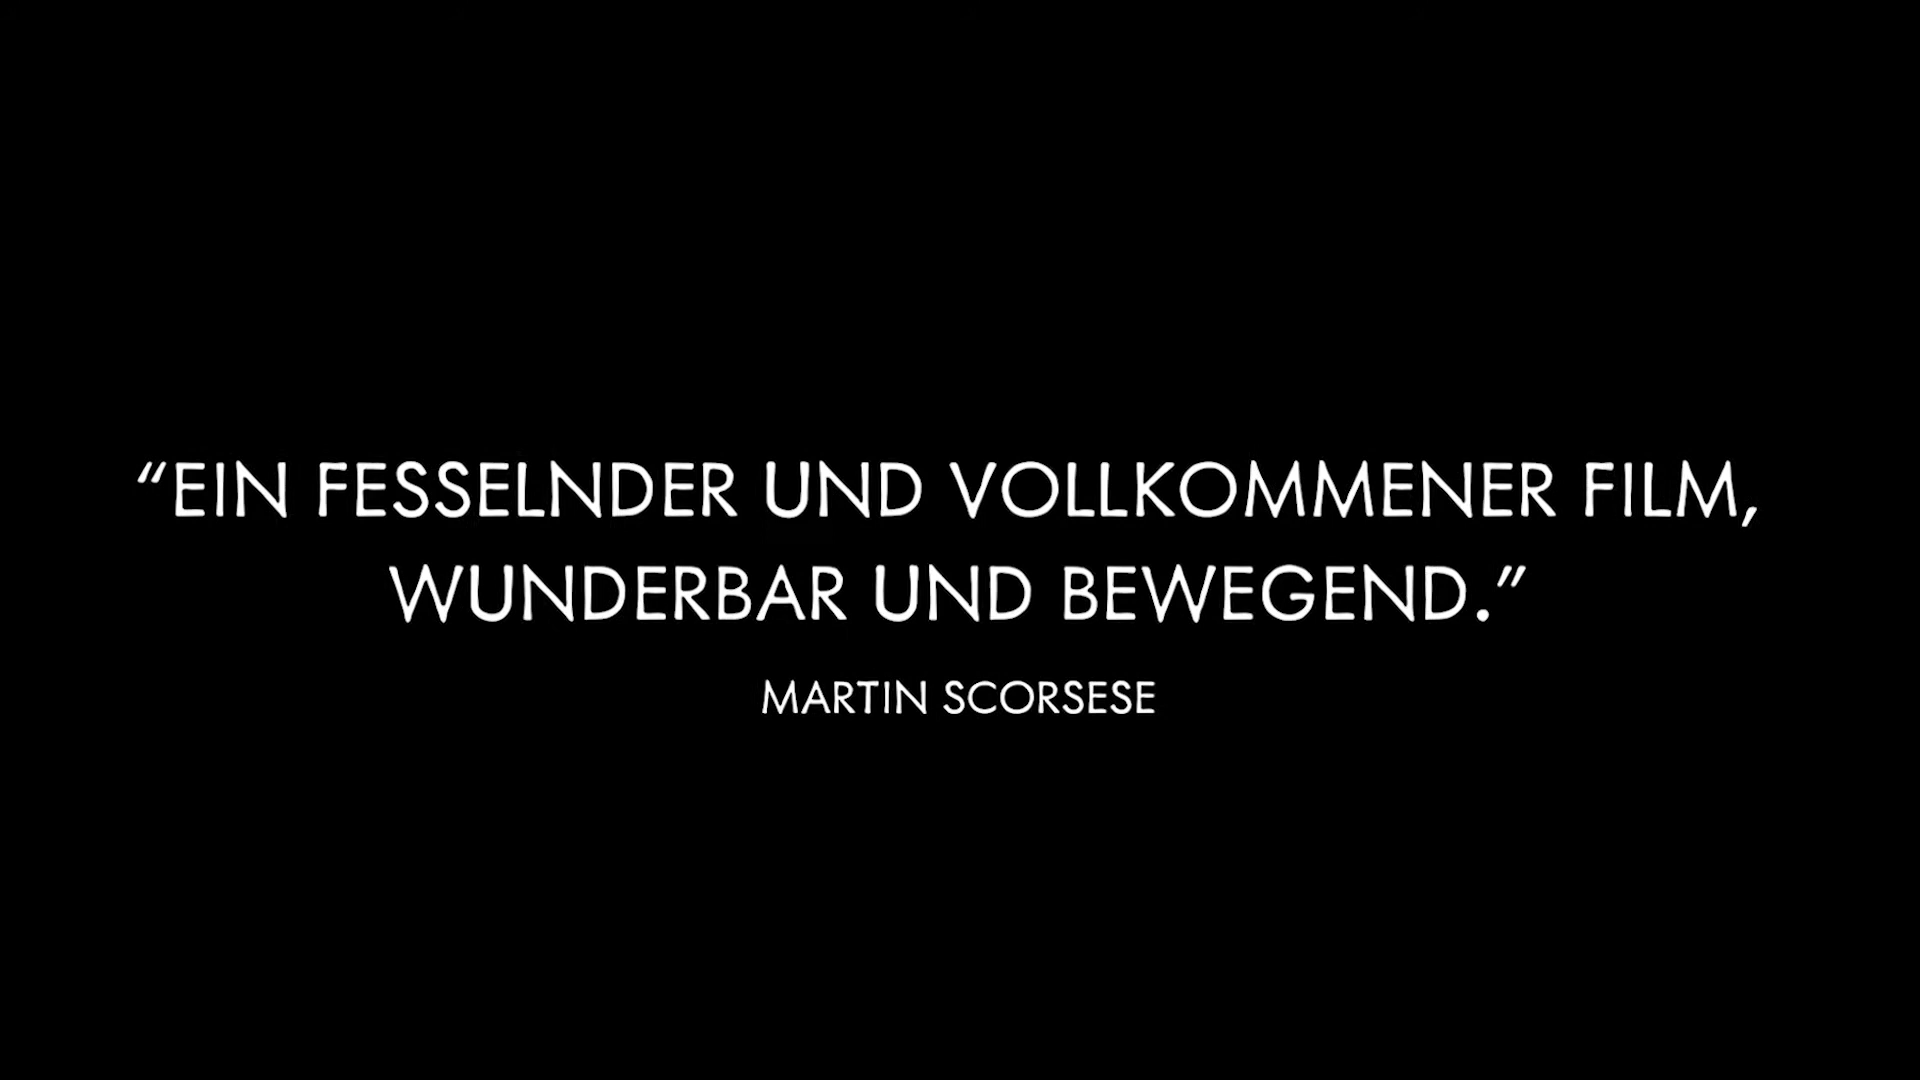 “EIN FESSELNDER UND VOLLKOMMENER FILM,
WUNDERBAR UND BEWEGEND.”
MARTIN SCORSESE